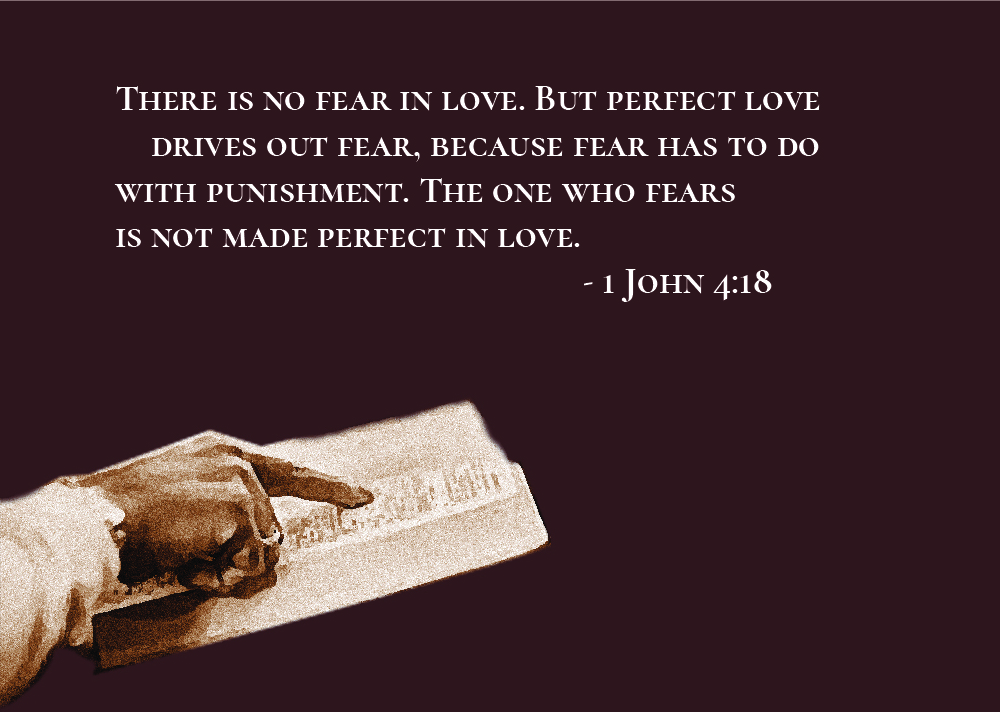 There is no fear in love. But perfect love
drives out fear, because fear has to do
with punishment. The one who fears
is not made perfect in love.
- 1 John 4:18